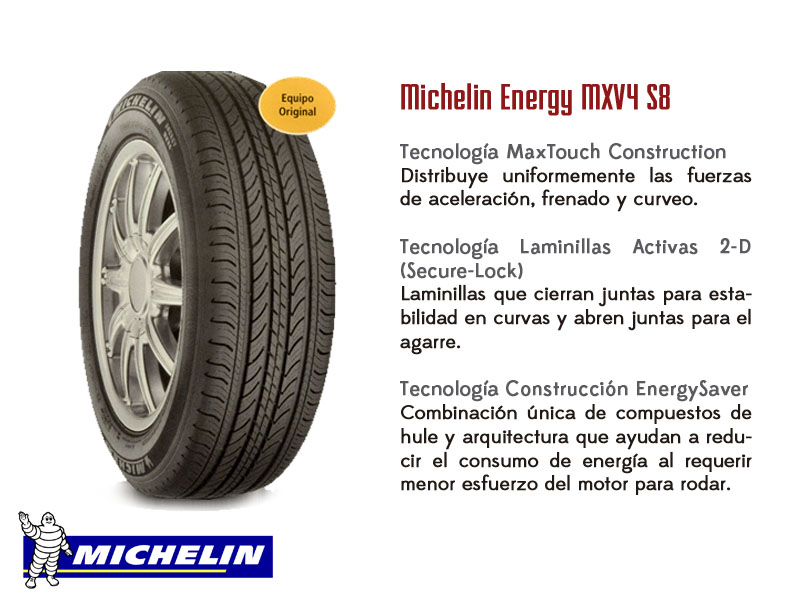 MICHELIN
Equipo
Original
Michelin Energy MXV4 S8
Tecnología MaxTouch Construction
Distribuye uniformemente las fuerzas
de aceleración, frenado y curveo.
Tecnología Laminillas Activas 2-D
(Secure-Lock)
Laminillas que cierran juntas para esta-
bilidad en curvas y abren juntas para el
agarre.
Tecnología Construcción EnergySaver
Combinación única de compuestos de
hule y arquitectura que ayudan a redu-
cir el consumo de energía al requerir
menor esfuerzo del motor para rodar.
MICHELIN
MICHELIN